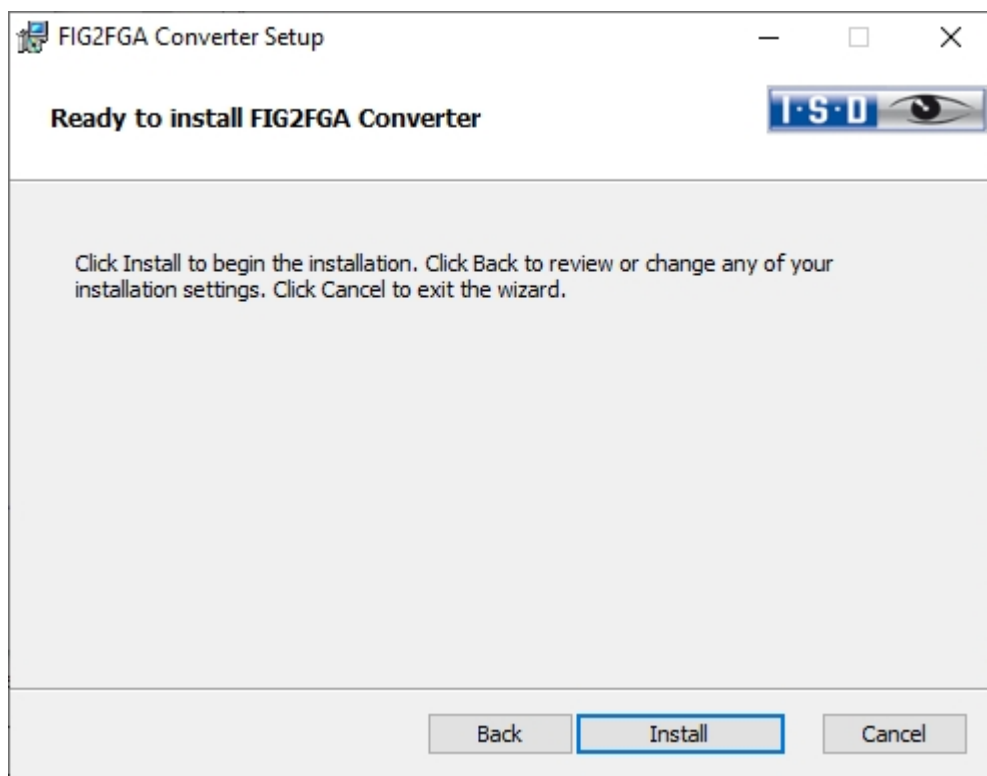 FIG2FGA Converter Setup
Ready to install FIG2FGA Converter
I·S·D
Click Install to begin the installation. Click Back to review or change any of your
installation settings. Click Cancel to exit the wizard.
Back
Install
Cancel